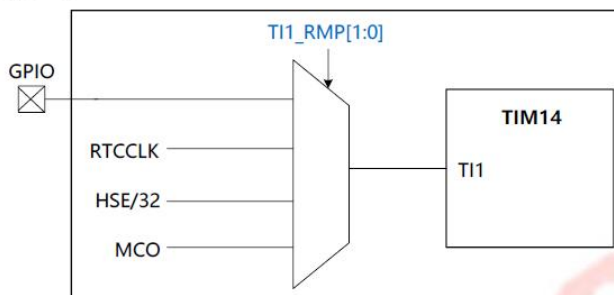 TI1_RMP[1:0]
GPIO
TIM14
RTCCLK
TI1
HSE/32
MCO